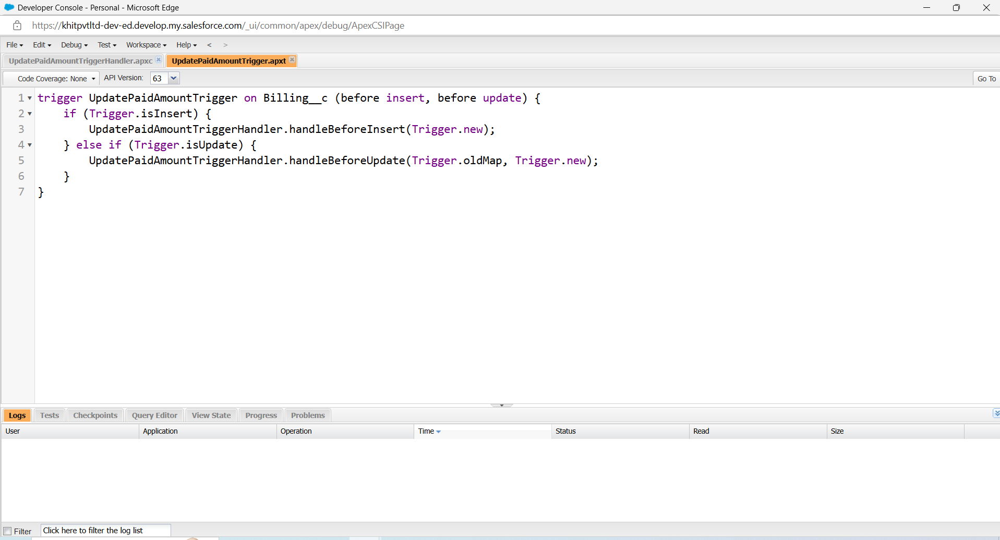 Developer Console - Personal - Microsoft Edge
https://khitpvtltd-dev-ed.develop.my.salesforce.com/_ui/common/apex/debug/ApexCSIPage
File Edit Debug Test Workspace Help < >
UpdatePaidAmountTriggerHandler.apxc UpdatePaidAmountTrigger.apxt
Code Coverage: None API Version: 63 Go To
1 trigger UpdatePaidAmountTrigger on Billing__c (before insert, before update) {
2 if (Trigger.isInsert) {
3 UpdatePaidAmountTriggerHandler.handleBeforeInsert(Trigger.new);
4 } else if (Trigger.isUpdate) {
5 UpdatePaidAmountTriggerHandler.handleBeforeUpdate(Trigger.oldMap, Trigger.new);
6 }
7 }
Logs Tests Checkpoints Query Editor View State Progress Problems
User Application Operation Time Status Read Size
Filter Click here to filter the log list